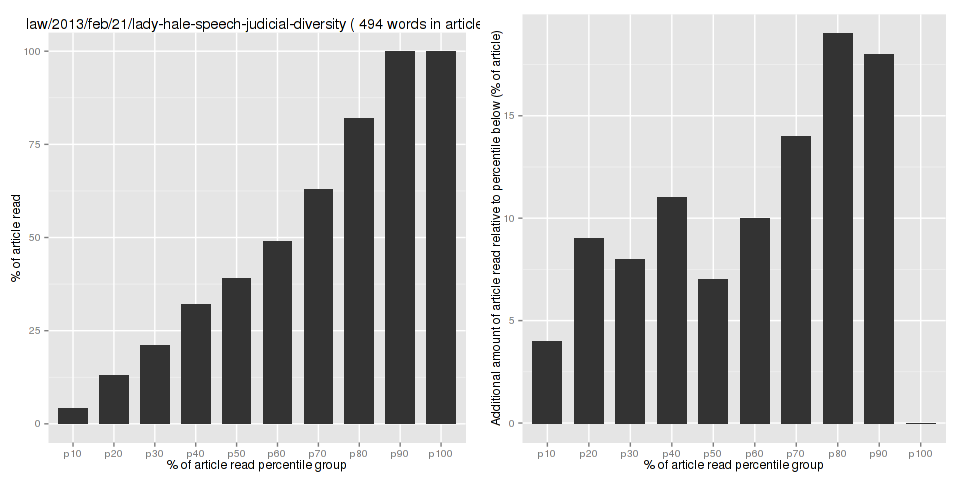 law/2013/feb/21/lady-hale-speech-judicial-diversity ( 494 words in article
100
75
50
25
0
% of article read
p10 p20 p30 p40 p50 p60 p70 p80 p90 p100
% of article read percentile group
15
10
5
0
Additional amount of article read relative to percentile below (% of article)
p10 p20 p30 p40 p50 p60 p70 p80 p90 p100
% of article read percentile group